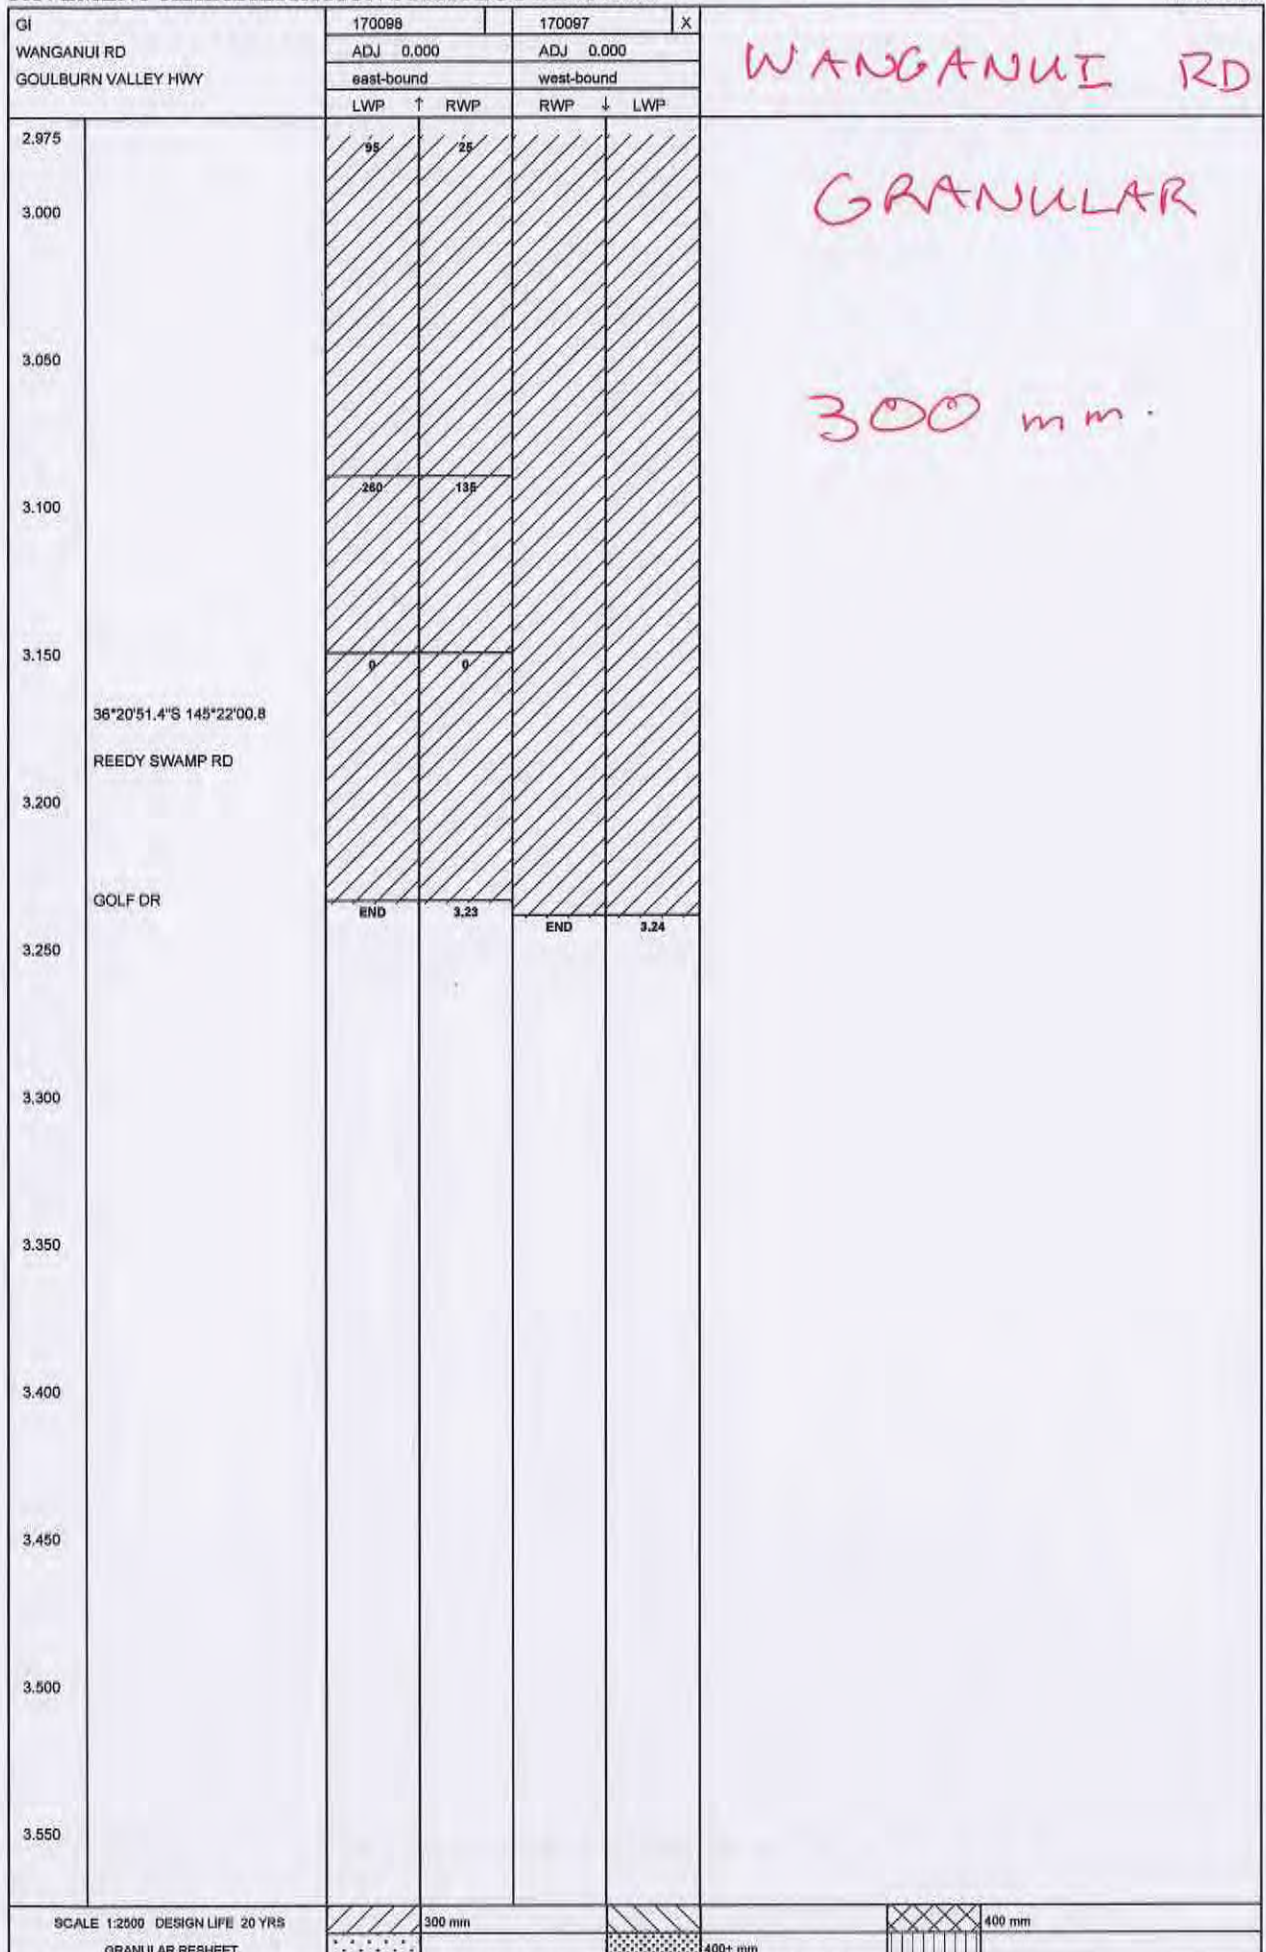 GI 170098 170097 X
WANGANUI RD ADJ 0.000 ADJ 0.000
GOULBURN VALLEY HWY east-bound west-bound
LWP ↑ RWP RWP ↓ LWP
WANGANUI RD
2.975 95 25
GRANULAR
3.000
3.050
300 mm.
260 135
3.100
3.150
0 0
36°20'51.4"S 145°22'00.8
REEDY SWAMP RD
3.200
GOLF DR
END 3.23
END 3.24
3.250
3.300
3.350
3.400
3.450
3.500
3.550
SCALE 1:2500 DESIGN LIFE 20 YRS 300 mm 400 mm
GRANULAR RESHEET 400+ mm